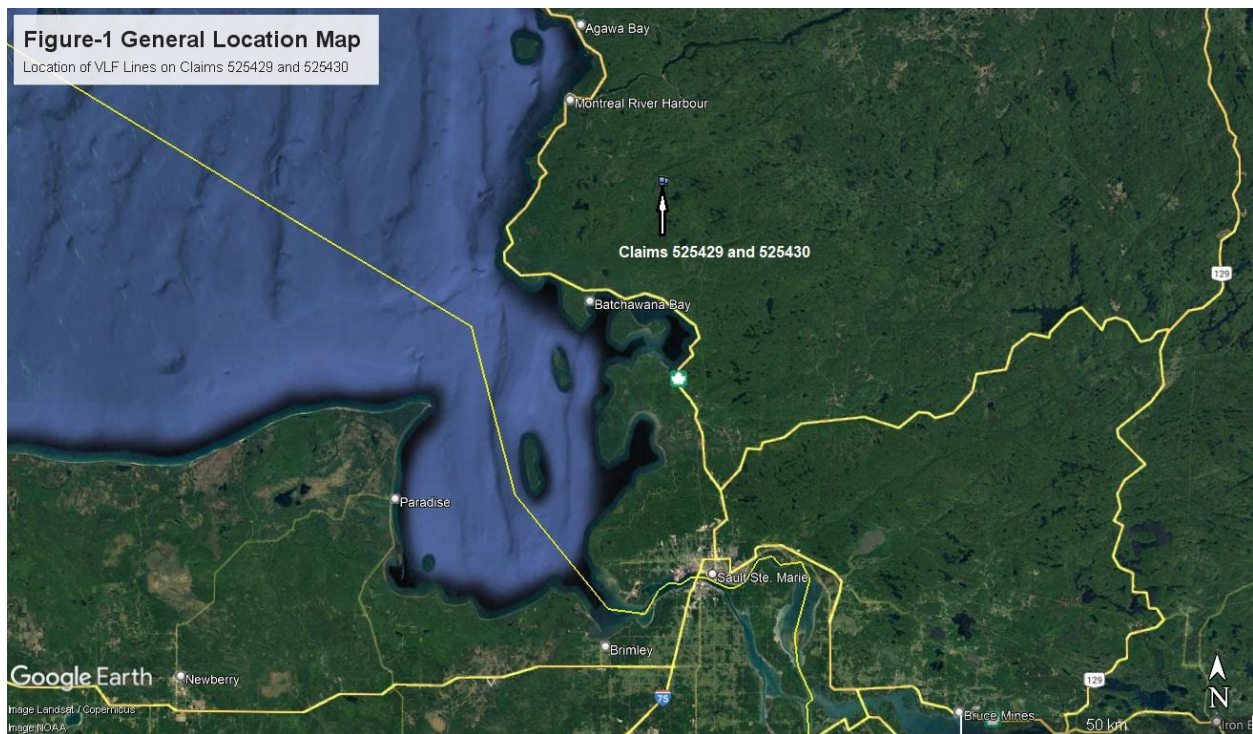 Figure-1 General Location Map
Location of VLF Lines on Claims 525429 and 525430
Agawa Bay
Montreal River Harbour
Claims 525429 and 525430
129
Batchawana Bay
Paradise
Sault Ste. Marie
Brimley
Google Earth
Newberry
75
129
N
Image Landsat / Copernicus
Image NOAA
Bruce Mines
50 km
Iron B